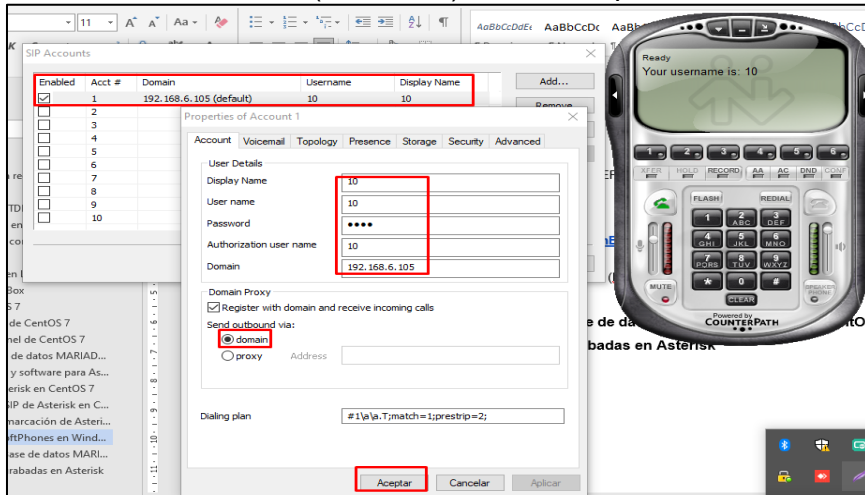 11
Aa
AaBbCcDdEe AaBbCcDc AaBb
SIP Accounts
Enabled Acct # Domain Username Display Name
1 192.168.6.105 (default) 10 10
2
3
4
5
6
7
8
9
10
Add...
Remove
Properties of Account 1
Account Voicemail Topology Presence Storage Security Advanced
User Details
Display Name 10
User name 10
Password ••••
Authorization user name 10
Domain 192.168.6.105
Domain Proxy
Register with domain and receive incoming calls
Send outbound via:
domain
proxy Address
Dialing plan #1\a\a.T;match=1;prestrip=2;
Aceptar Cancelar Aplicar
Ready
Your username is: 10
1 2 3 4 5 6
XFER HOLD RECORD AA AC DND CONF
FLASH REDIAL
1 2 ABC 3 DEF
4 GHI 5 JKL 6 MNO
7 PQRS 8 TUV 9 WXYZ
* 0 #
MUTE CLEAR SPEAKER PHONE
Powered by
COUNTERPATH
Box
S 7
de CentOS 7
nel de CentOS 7
de datos MARIAD...
y software para As...
erisk en CentOS 7
SIP de Asterisk en C...
marcación de Asteri...
oftPhones en Wind...
ase de datos MARI...
rabadas en Asterisk
e de da
badas en Asterisk